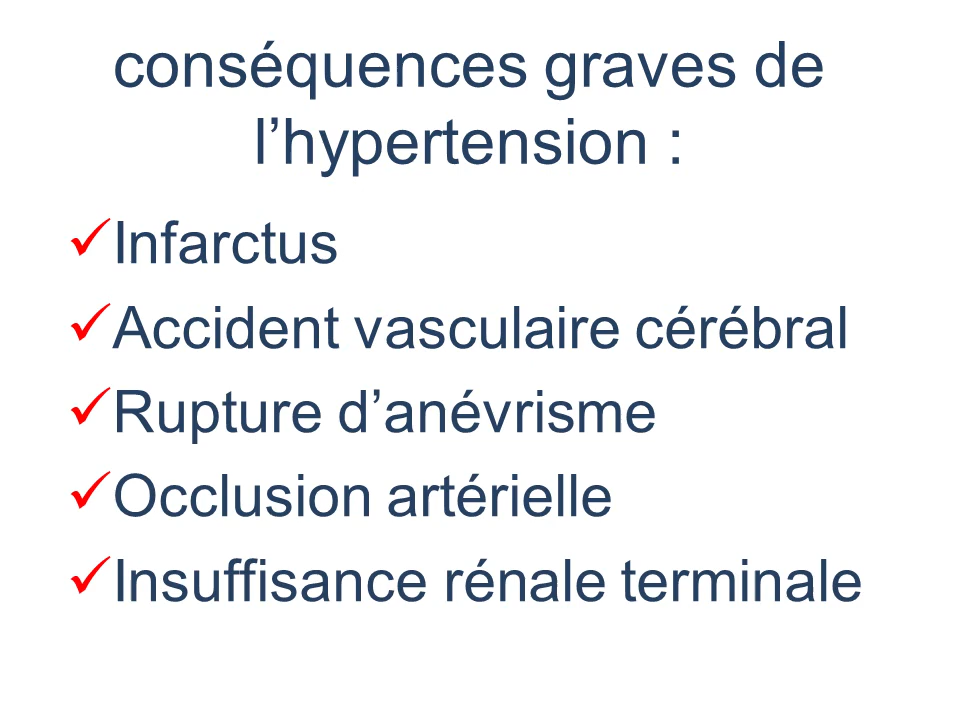 conséquences graves de
l’hypertension :
✓Infarctus
✓Accident vasculaire cérébral
✓Rupture d’anévrisme
✓Occlusion artérielle
✓Insuffisance rénale terminale